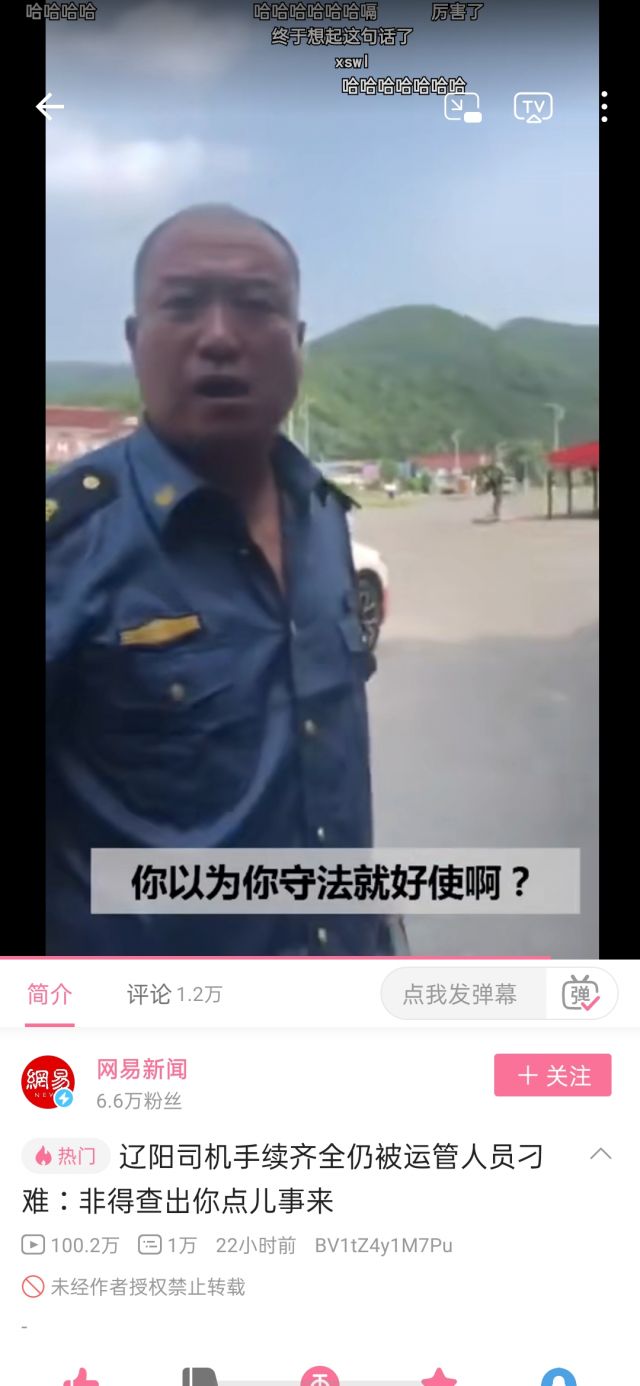 哈哈哈哈
哈哈哈哈哈哈嗝
厉害了
终于想起这句话了
xswl
哈哈哈哈哈哈哈
TV
你以为你守法就好使啊？
简介
评论 1.2万
点我发弹幕
弹
網易
NEWS
网易新闻
6.6万粉丝
＋ 关注
热门 辽阳司机手续齐全仍被运管人员刁
难：非得查出你点儿事来
100.2万 1万 22小时前 BV1tZ4y1M7Pu
未经作者授权禁止转载
-